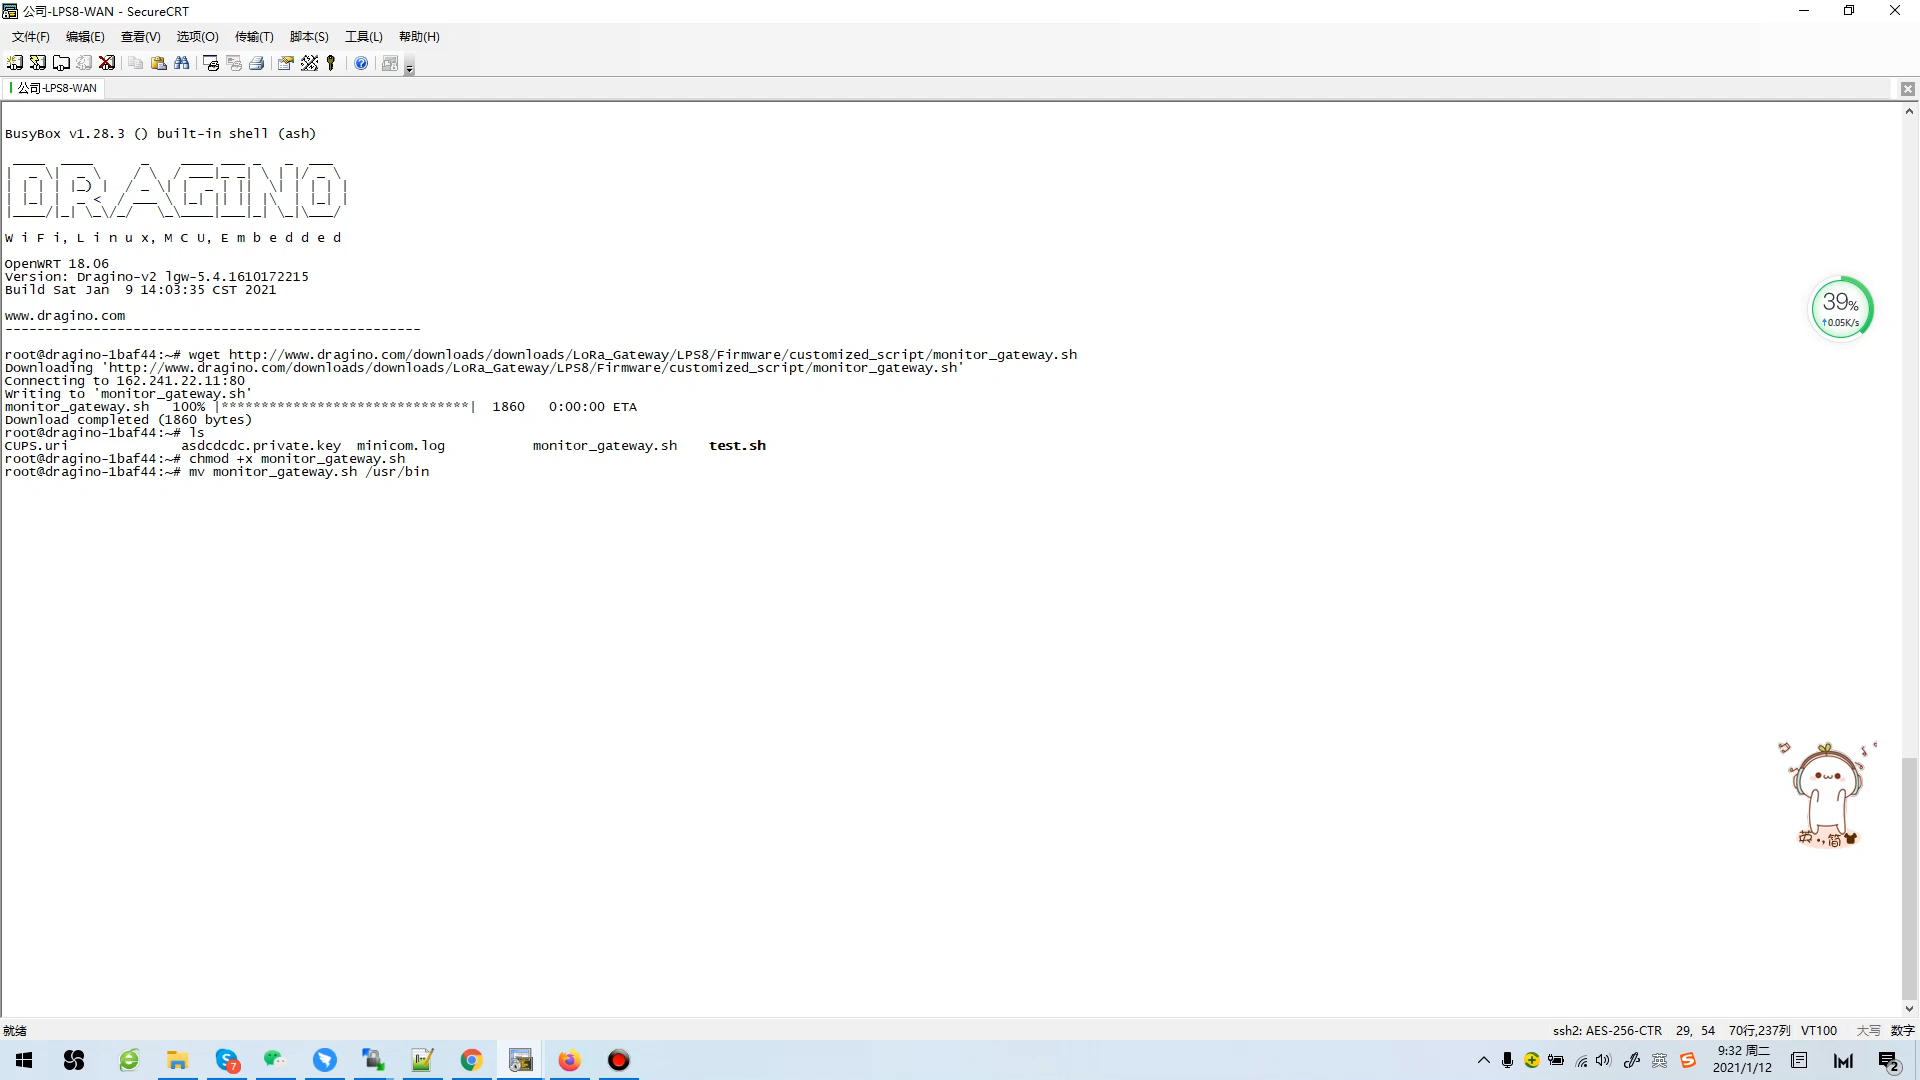 公司-LPS8-WAN - SecureCRT
文件(F) 编辑(E) 查看(V) 选项(O) 传输(T) 脚本(S) 工具(L) 帮助(H)
公司-LPS8-WAN
BusyBox v1.28.3 () built-in shell (ash)
DRAGINO
W i F i, L i n u x, M C U, E m b e d d e d
OpenWRT 18.06
Version: Dragino-v2 lgw-5.4.1610172215
Build Sat Jan  9 14:03:35 CST 2021
www.dragino.com
----------------------------------------------------
root@dragino-1baf44:~# wget http://www.dragino.com/downloads/downloads/LoRa_Gateway/LPS8/Firmware/customized_script/monitor_gateway.sh
Downloading 'http://www.dragino.com/downloads/downloads/LoRa_Gateway/LPS8/Firmware/customized_script/monitor_gateway.sh'
Connecting to 162.241.22.11:80
Writing to 'monitor_gateway.sh'
monitor_gateway.sh   100% |*******************************|  1860   0:00:00 ETA
Download completed (1860 bytes)
root@dragino-1baf44:~# ls
CUPS.uri              asdcdcdc.private.key  minicom.log           monitor_gateway.sh    test.sh
root@dragino-1baf44:~# chmod +x monitor_gateway.sh
root@dragino-1baf44:~# mv monitor_gateway.sh /usr/bin
39%
↑0.05K/s
英 •, 简
就绪
ssh2: AES-256-CTR 29, 54 70行,237列 VT100 大写 数字
7
英
9:32 周二
2021/1/12
2